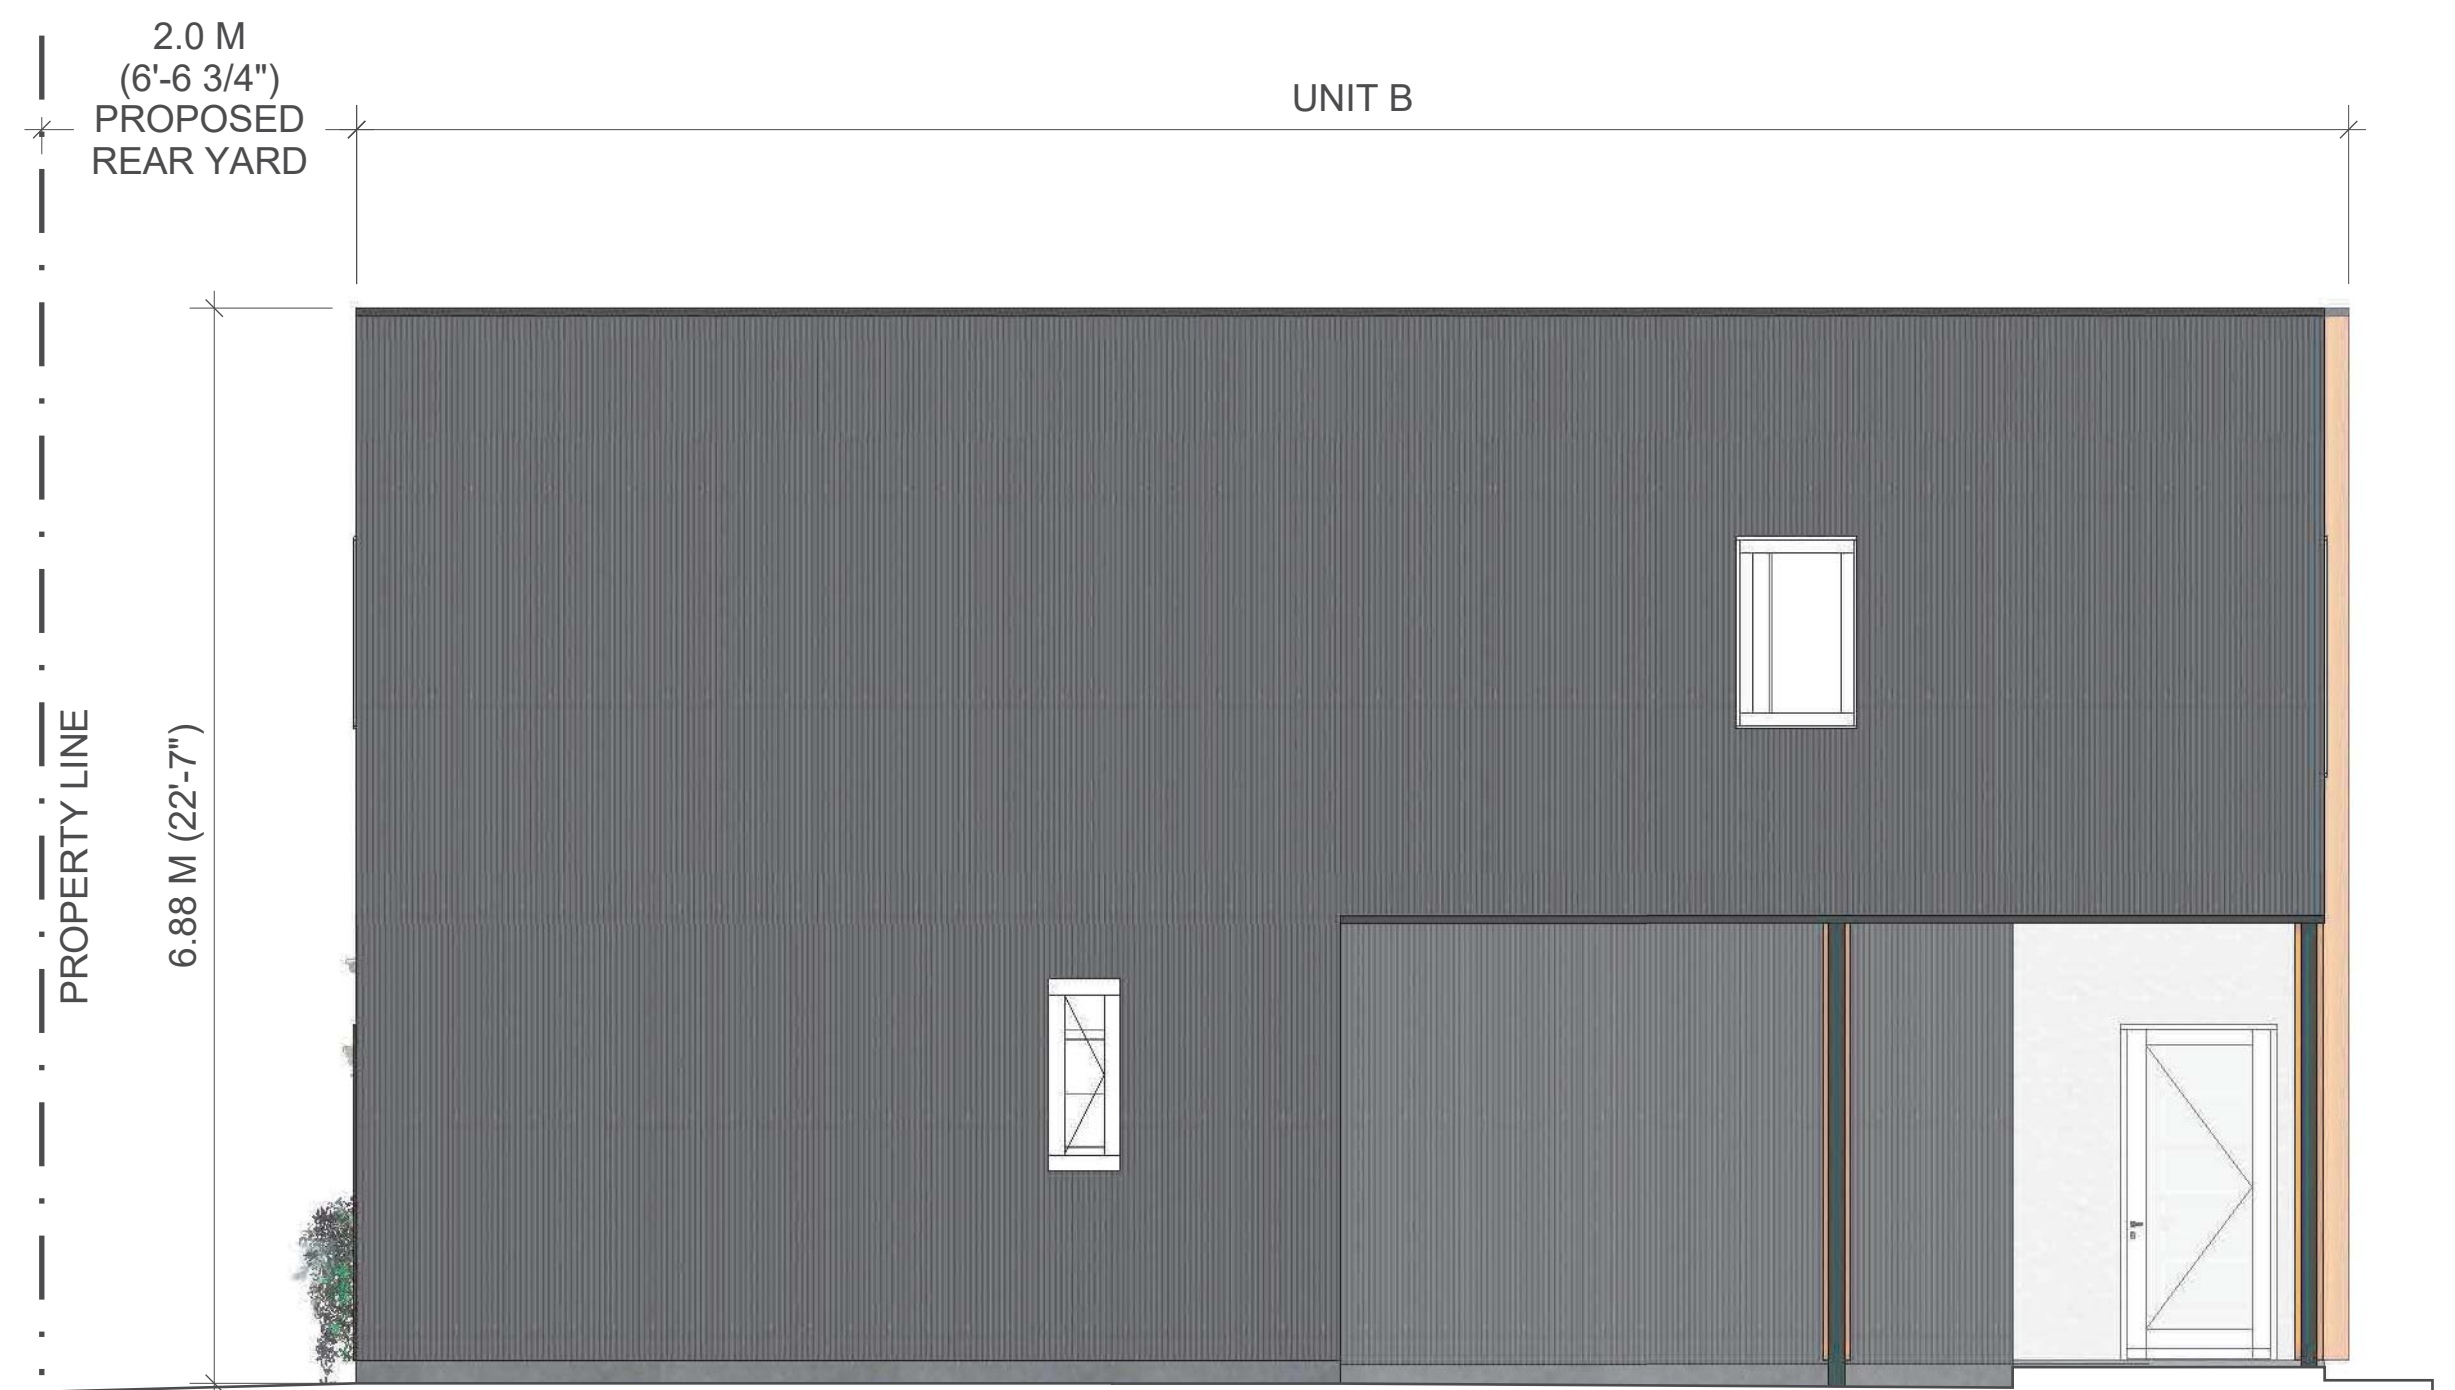 2.0 M
(6'-6 3/4")
PROPOSED
REAR YARD
UNIT B
PROPERTY LINE
6.88 M (22'-7")